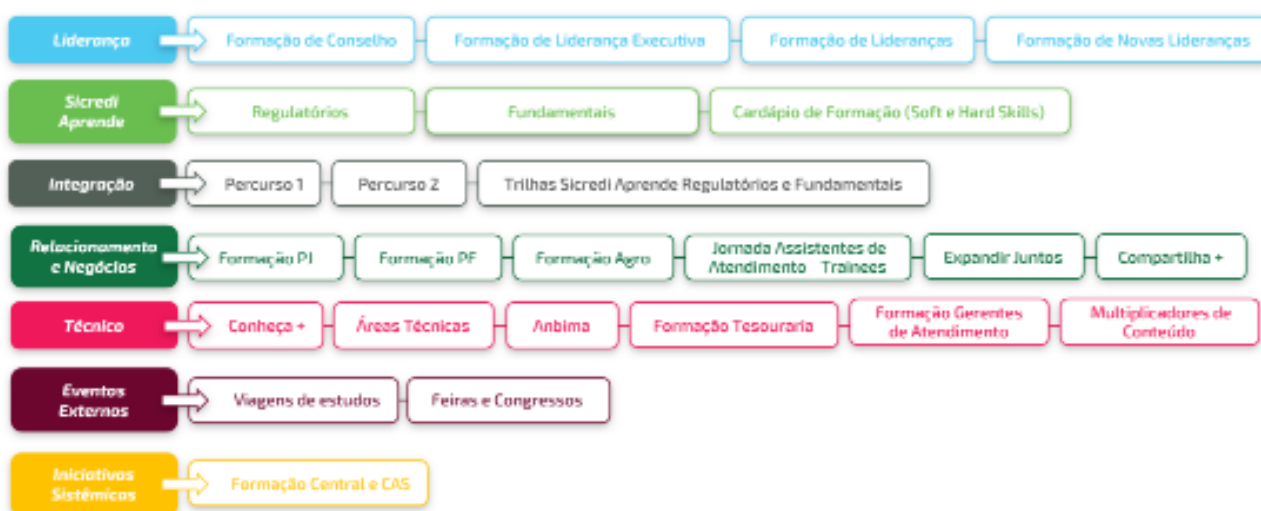 Liderança
Formação de Conselho
Formação de Liderança Executiva
Formação de Lideranças
Formação de Novas Lideranças
Sicredi
Aprende
Regulatórios
Fundamentais
Cardápio de Formação (Soft e Hard Skills)
Integração
Percurso 1
Percurso 2
Trilhas Sicredi Aprende Regulatórios e Fundamentais
Relacionamento
e Negócios
Formação PJ
Formação PF
Formação Agro
Jornada Assistentes de
Atendimento Trainees
Expandir Juntos
Compartilha +
Técnico
Conheça +
Áreas Técnicas
Anbima
Formação Tesouraria
Formação Gerentes
de Atendimento
Multiplicadores de
Conteúdo
Eventos
Externos
Viagens de estudos
Feiras e Congressos
Iniciativas
Sistêmicas
Formação Central e CAS